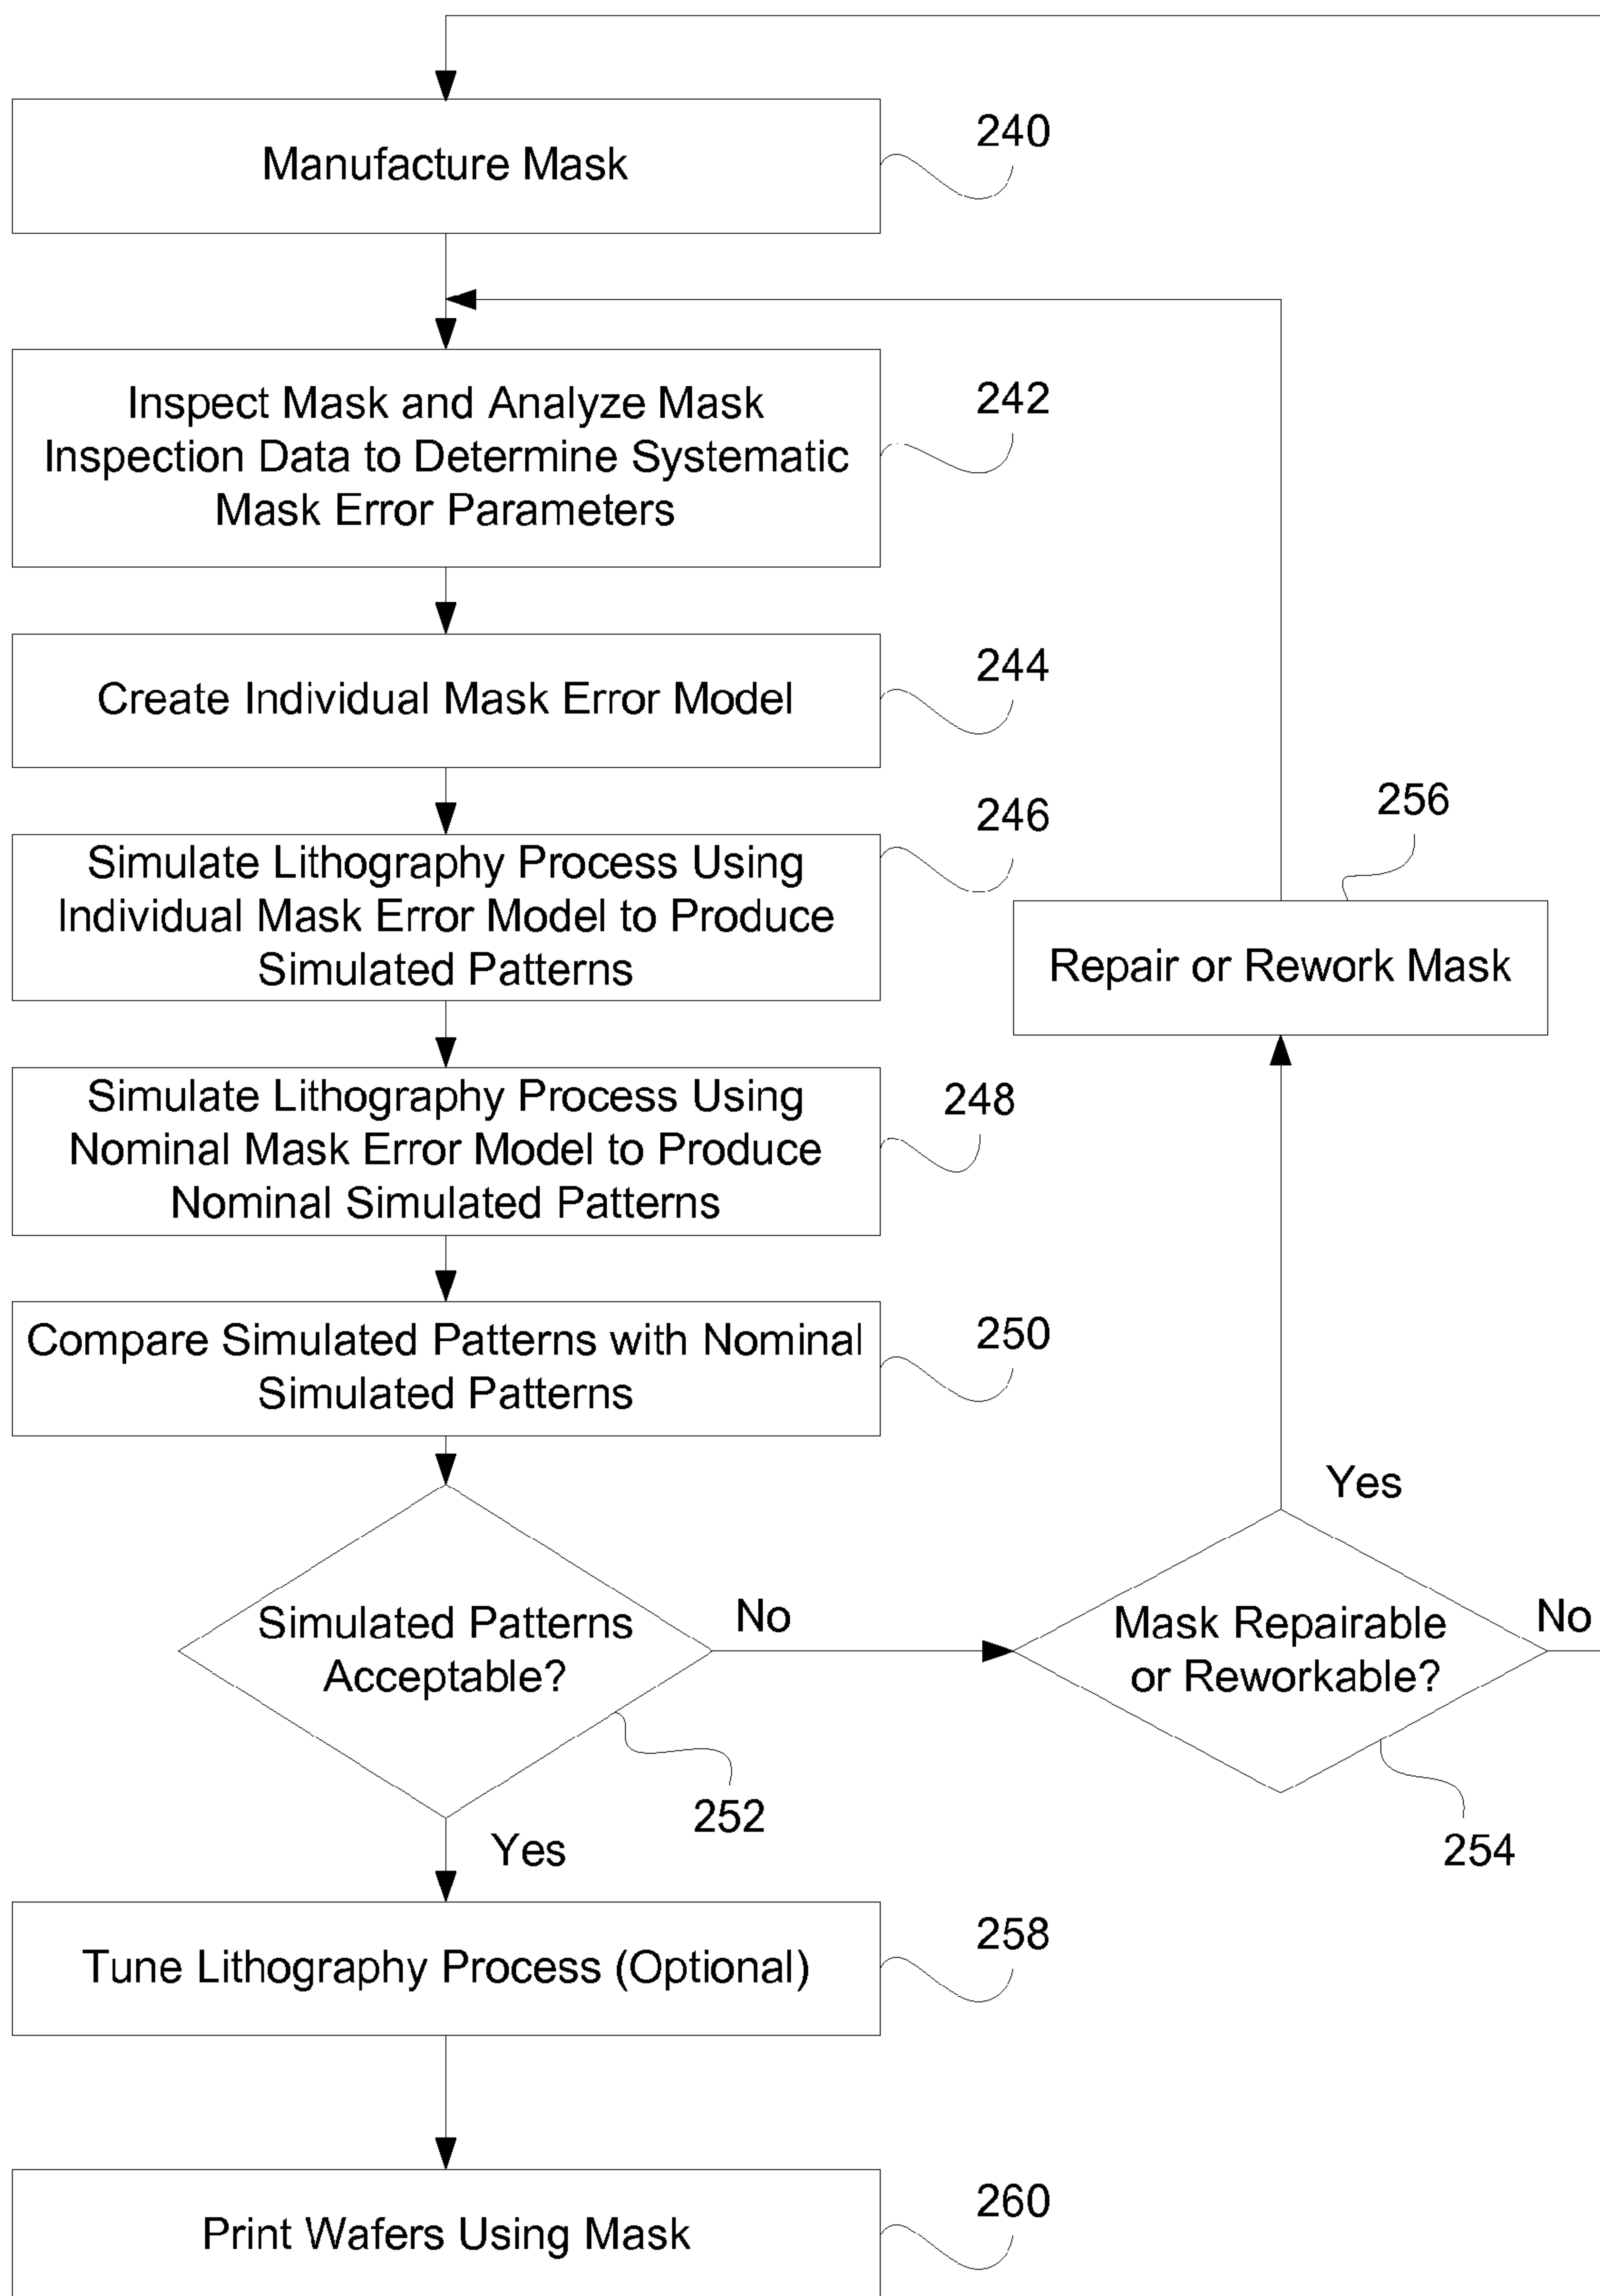 Manufacture Mask
240
Inspect Mask and Analyze Mask
Inspection Data to Determine Systematic
Mask Error Parameters
242
Create Individual Mask Error Model
244
Simulate Lithography Process Using
Individual Mask Error Model to Produce
Simulated Patterns
246
256
Repair or Rework Mask
Simulate Lithography Process Using
Nominal Mask Error Model to Produce
Nominal Simulated Patterns
248
Compare Simulated Patterns with Nominal
Simulated Patterns
250
Yes
Simulated Patterns
Acceptable?
No
Mask Repairable
or Reworkable?
No
252
254
Yes
Tune Lithography Process (Optional)
258
Print Wafers Using Mask
260